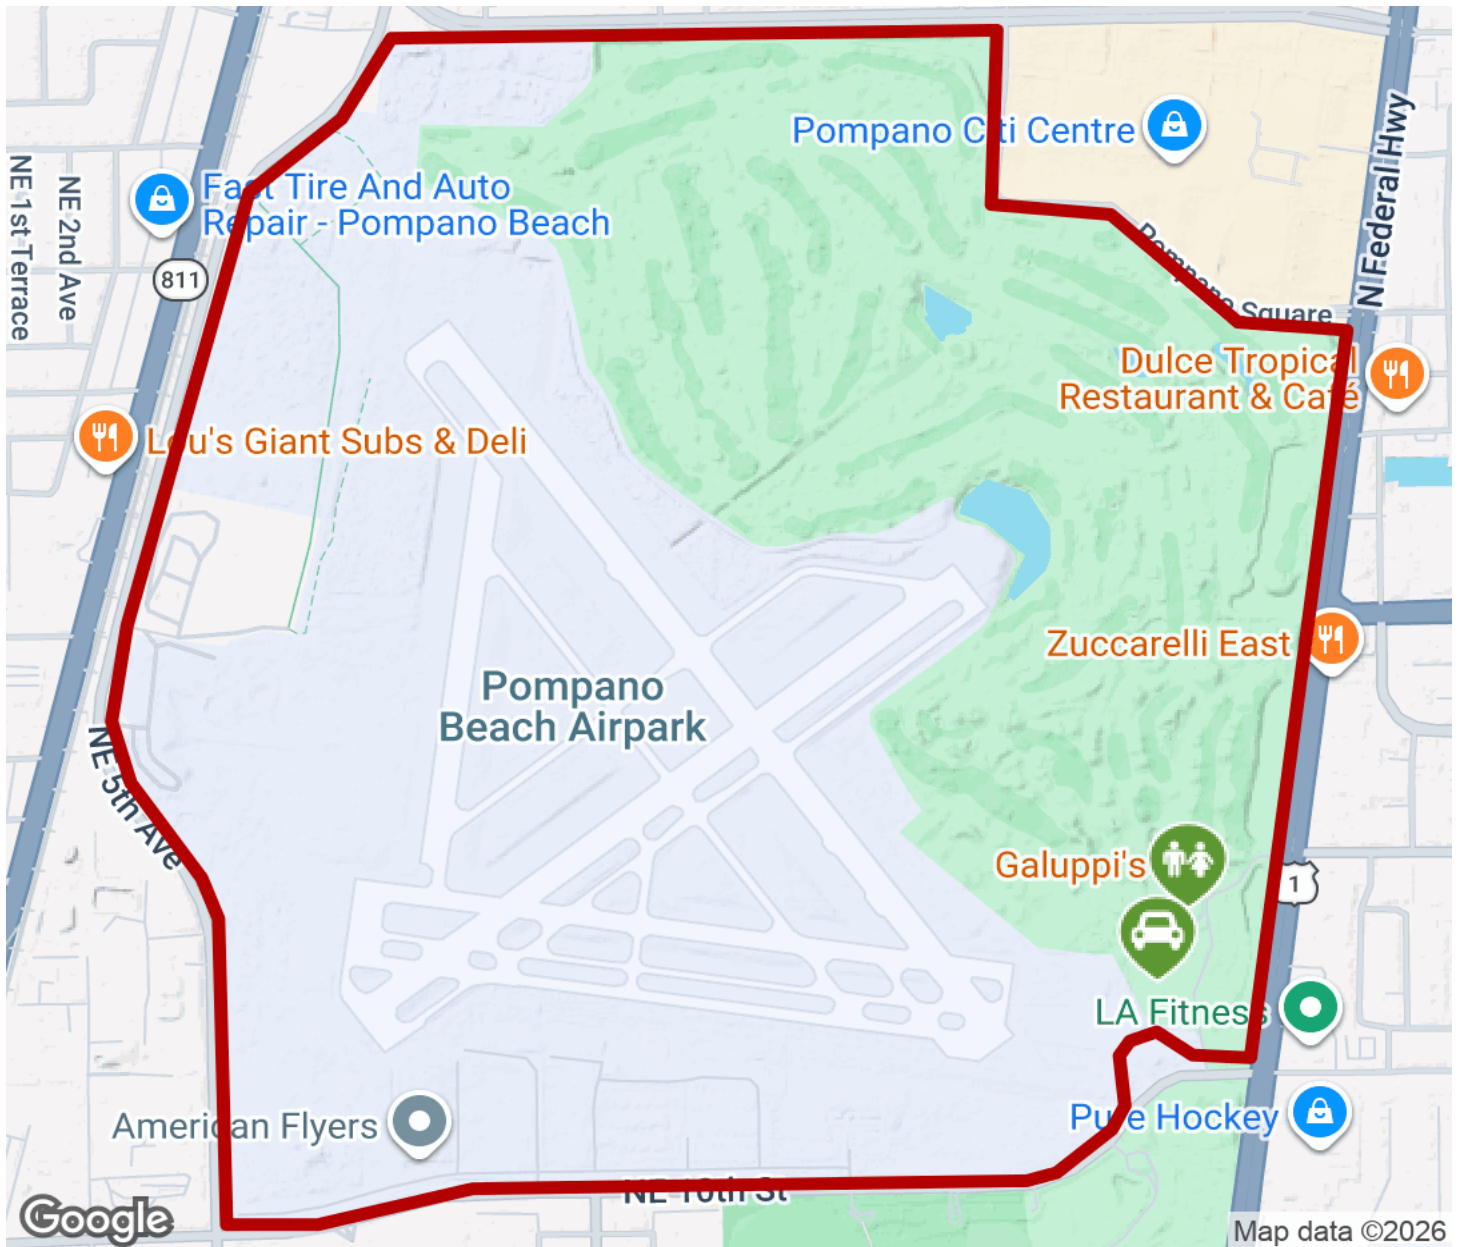 Pompano Citi Centre
N Federal Hwy
NE 1st Terrace
NE 2nd Ave
Fast Tire And Auto
Repair - Pompano Beach
811
Pompano Square
Dulce Tropical
Restaurant & Café
Lou's Giant Subs & Deli
Zuccarelli East
Pompano
Beach Airpark
NE 5th Ave
Galuppi's
1
LA Fitness
American Flyers
Pure Hockey
NE 10th St
Google
Map data ©2026